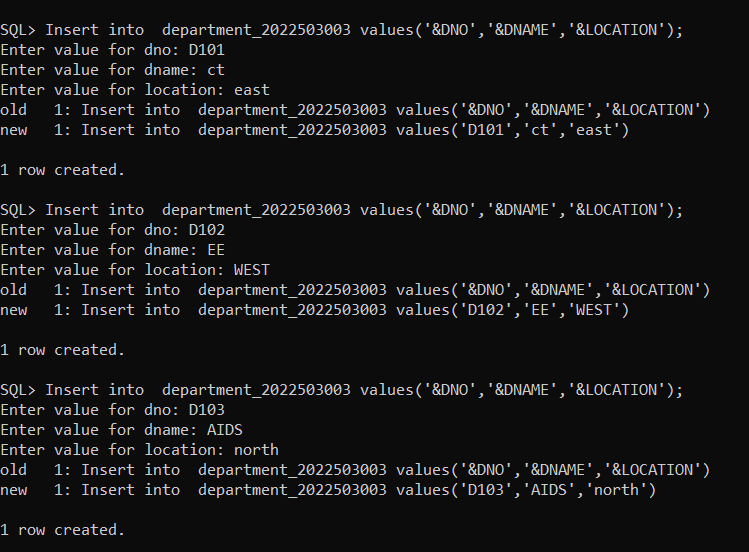 SQL> Insert into  department_2022503003 values('&DNO','&DNAME','&LOCATION');
Enter value for dno: D101
Enter value for dname: ct
Enter value for location: east
old   1: Insert into  department_2022503003 values('&DNO','&DNAME','&LOCATION')
new   1: Insert into  department_2022503003 values('D101','ct','east')
1 row created.
SQL> Insert into  department_2022503003 values('&DNO','&DNAME','&LOCATION');
Enter value for dno: D102
Enter value for dname: EE
Enter value for location: WEST
old   1: Insert into  department_2022503003 values('&DNO','&DNAME','&LOCATION')
new   1: Insert into  department_2022503003 values('D102','EE','WEST')
1 row created.
SQL> Insert into  department_2022503003 values('&DNO','&DNAME','&LOCATION');
Enter value for dno: D103
Enter value for dname: AIDS
Enter value for location: north
old   1: Insert into  department_2022503003 values('&DNO','&DNAME','&LOCATION')
new   1: Insert into  department_2022503003 values('D103','AIDS','north')
1 row created.